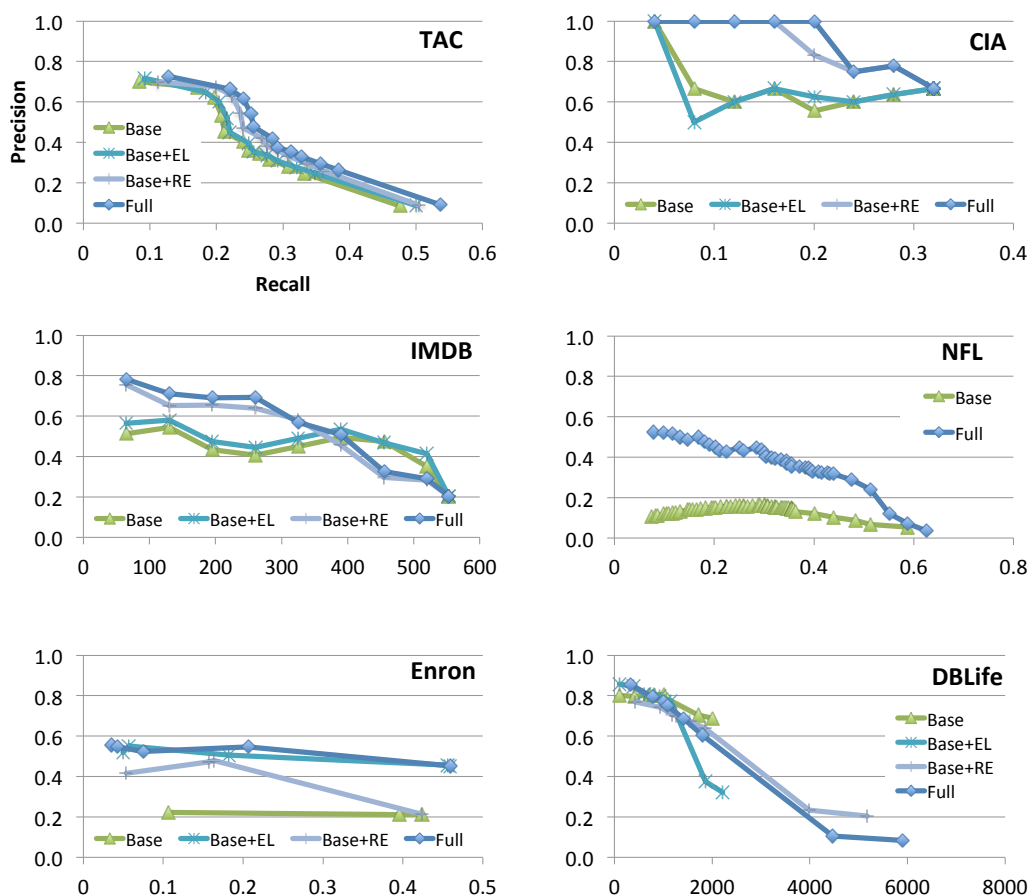 1.0
TAC
0.8
0.6
Precision
Base
0.4
Base+EL
Base+RE
0.2
Full
0.0
0 0.1 0.2 0.3 0.4 0.5 0.6
Recall
1.0
CIA
0.8
0.6
0.4
0.2
Base Base+EL Base+RE Full
0.0
0 0.1 0.2 0.3 0.4
1.0
IMDB
0.8
0.6
0.4
0.2
Base Base+EL Base+RE Full
0.0
0 100 200 300 400 500 600
1.0
NFL
0.8
Base
0.6
Full
0.4
0.2
0.0
0 0.2 0.4 0.6 0.8
1.0
Enron
0.8
0.6
0.4
0.2
Base Base+EL Base+RE Full
0.0
0 0.1 0.2 0.3 0.4 0.5
1.0
DBLife
0.8
Base
0.6
Base+EL
Base+RE
0.4
Full
0.2
0.0
0 2000 4000 6000 8000